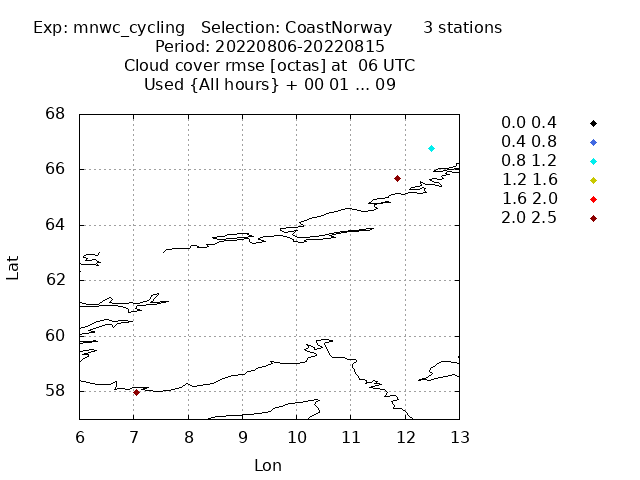 Exp: mnwc_cycling   Selection: CoastNorway      3 stations
Period: 20220806-20220815
Cloud cover rmse [octas] at  06 UTC
Used {All hours} + 00 01 ... 09
68
66
64
62
60
58
Lat
6 7 8 9 10 11 12 13
Lon
0.0 0.4
0.4 0.8
0.8 1.2
1.2 1.6
1.6 2.0
2.0 2.5